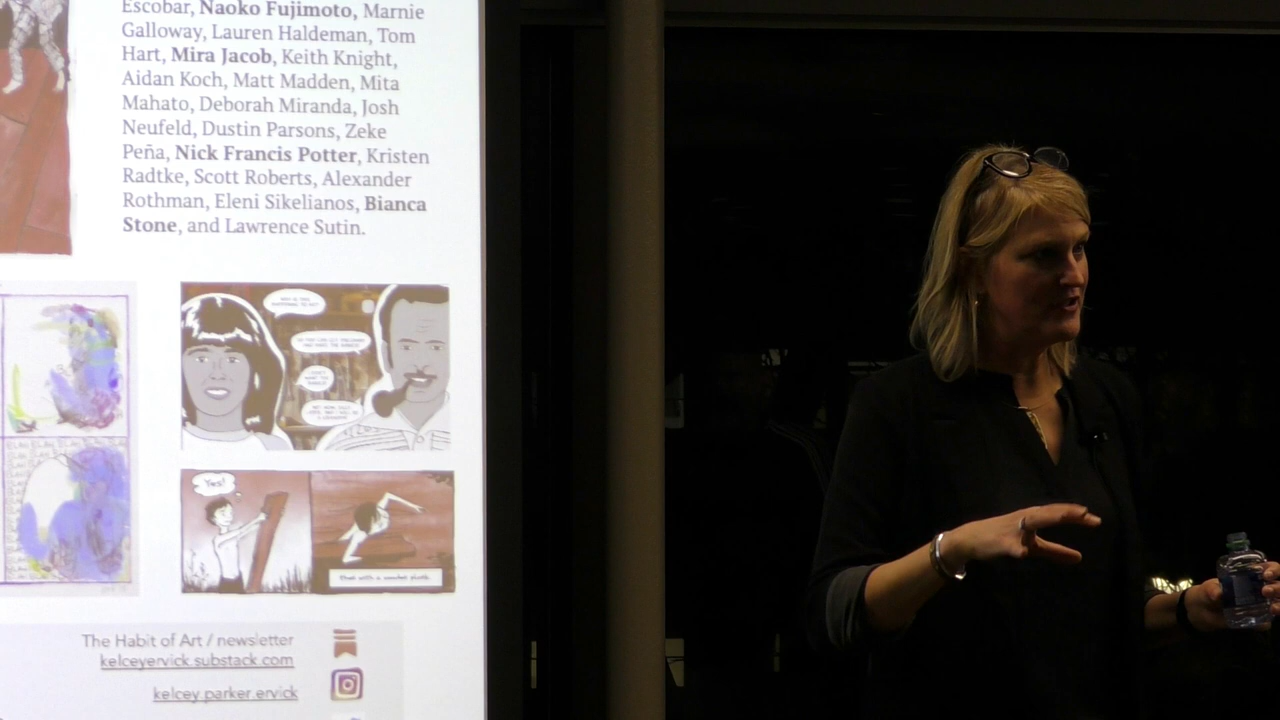 Escobar, Naoko Fujimoto, Marnie
Galloway, Lauren Haldeman, Tom
Hart, Mira Jacob, Keith Knight,
Aidan Koch, Matt Madden, Mita
Mahato, Deborah Miranda, Josh
Neufeld, Dustin Parsons, Zeke
Peña, Nick Francis Potter, Kristen
Radtke, Scott Roberts, Alexander
Rothman, Eleni Sikelianos, Bianca
Stone, and Lawrence Sutin.
Yes!
The Habit of Art / newsletter
kelceyervick.substack.com
kelcey.parker.ervick